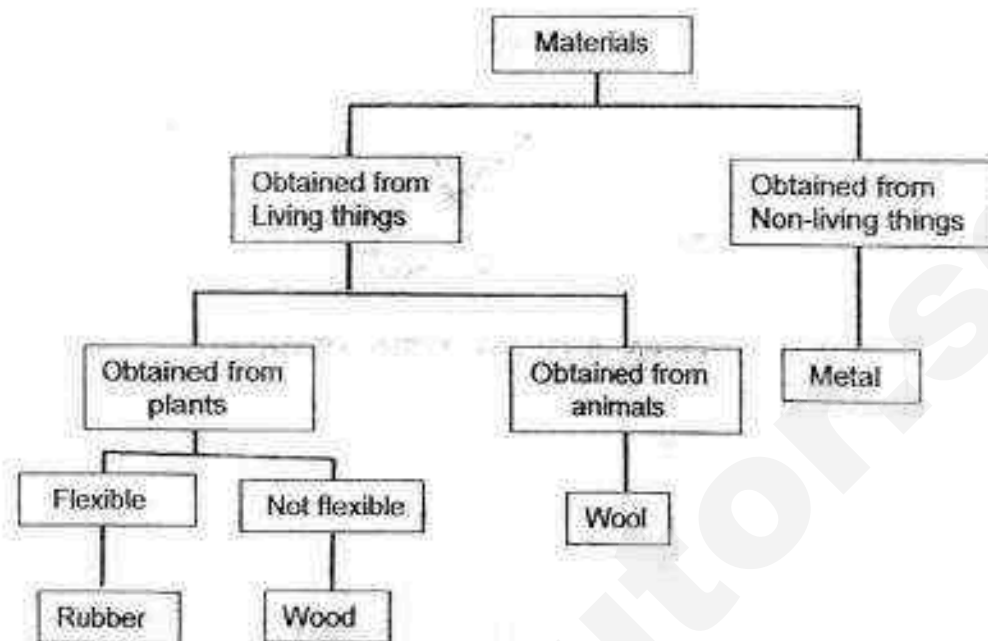 Materials
Obtained from
Living things
Obtained from
Non-living things
Obtained from
plants
Obtained from
animals
Metal
Flexible
Not flexible
Wool
Rubber
Wood